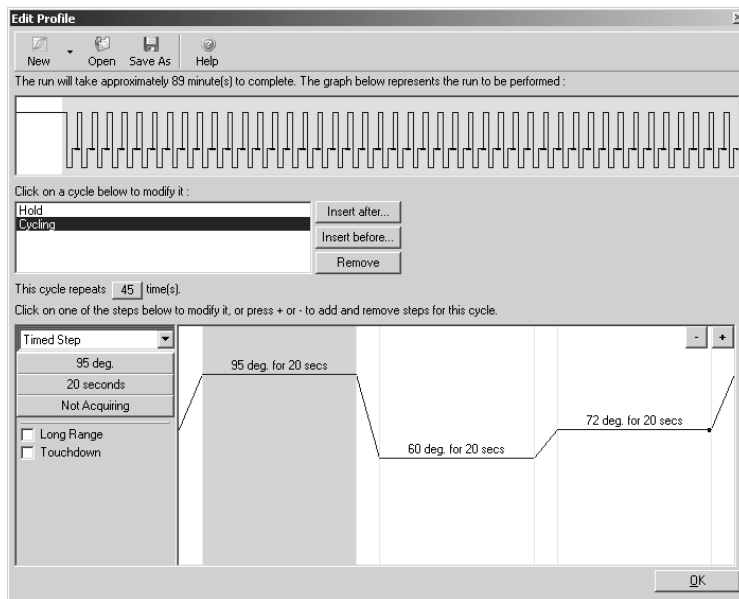 Edit Profile
New Open Save As Help
The run will take approximately 89 minute(s) to complete. The graph below represents the run to be performed :
Click on a cycle below to modify it :
Hold
Cycling
Insert after...
Insert before...
Remove
This cycle repeats 45 time(s).
Click on one of the steps below to modify it, or press + or - to add and remove steps for this cycle.
Timed Step
- +
95 deg.
20 seconds
Not Acquiring
Long Range
Touchdown
95 deg. for 20 secs
60 deg. for 20 secs
72 deg. for 20 secs
OK